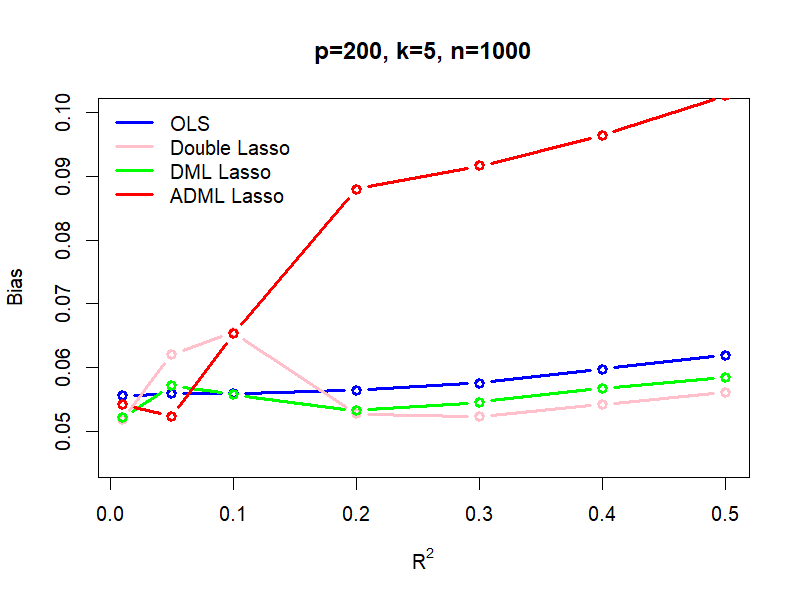 p=200, k=5, n=1000
OLS
Double Lasso
DML Lasso
ADML Lasso
0.10
0.09
0.08
0.07
0.06
0.05
Bias
0.0 0.1 0.2 0.3 0.4 0.5
R²